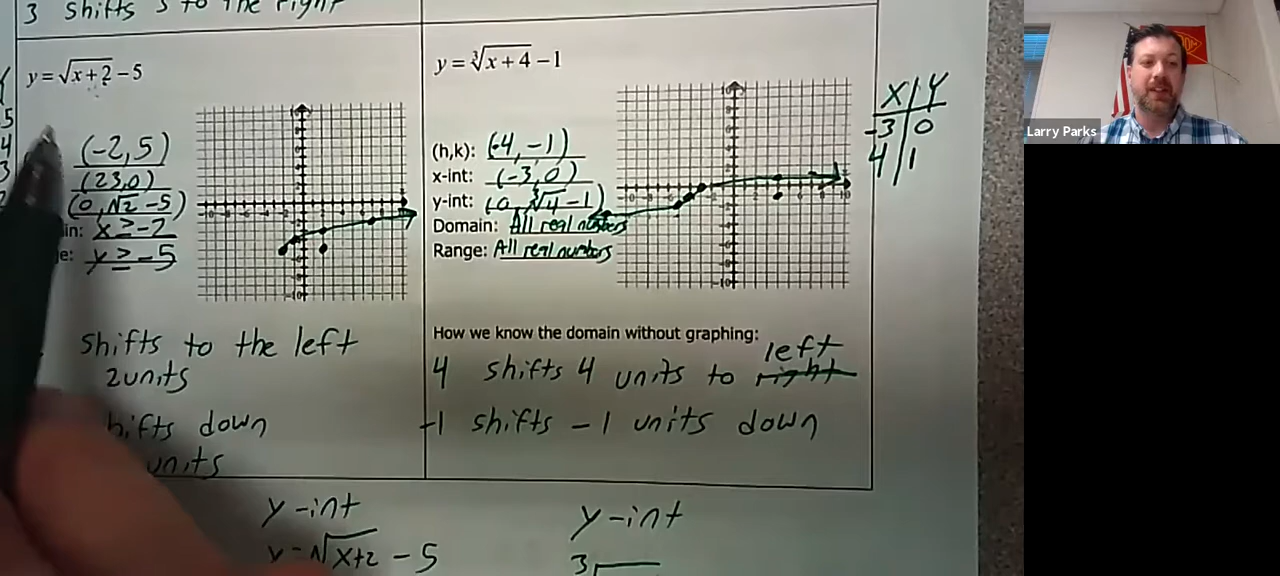 3 shifts 5 to the right
y = √x+2 − 5
(-2,5)
(23,0)
(0,√2 -5)
in: x ≥ -2
e: y ≥ -5
shifts to the left
2 units
hifts down
units
y = ∛x+4 − 1
(h,k): (-4,-1)
x-int: (-3,0)
y-int: (0,∛4 -1)
Domain: All real numbers
Range: All real numbers
How we know the domain without graphing:
left
4 shifts 4 units to right
-1 shifts -1 units down
X Y
-3 0
4 1
y-int
y = √x+2 - 5
y-int
3
Larry Parks